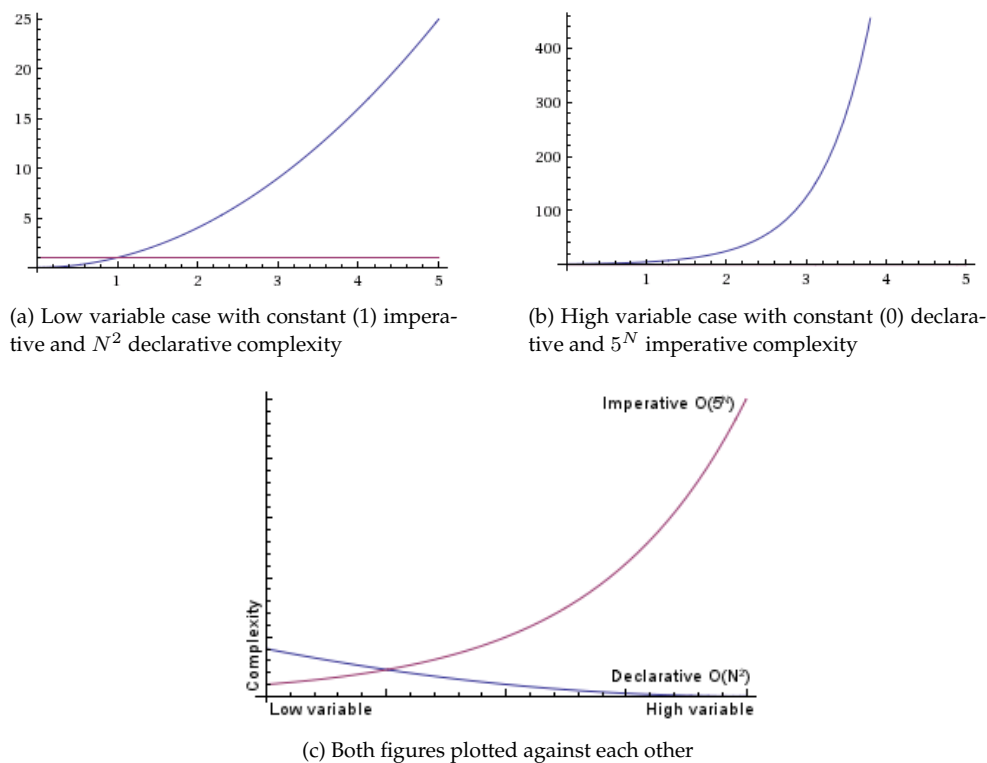 25
20
15
10
5
1 2 3 4 5
400
300
200
100
1 2 3 4 5
(a) Low variable case with constant (1) impera-
tive and N² declarative complexity
(b) High variable case with constant (0) declara-
tive and 5ᴺ imperative complexity
Imperative O(5ᴺ)
Complexity
Declarative O(N²)
Low variable
High variable
(c) Both figures plotted against each other